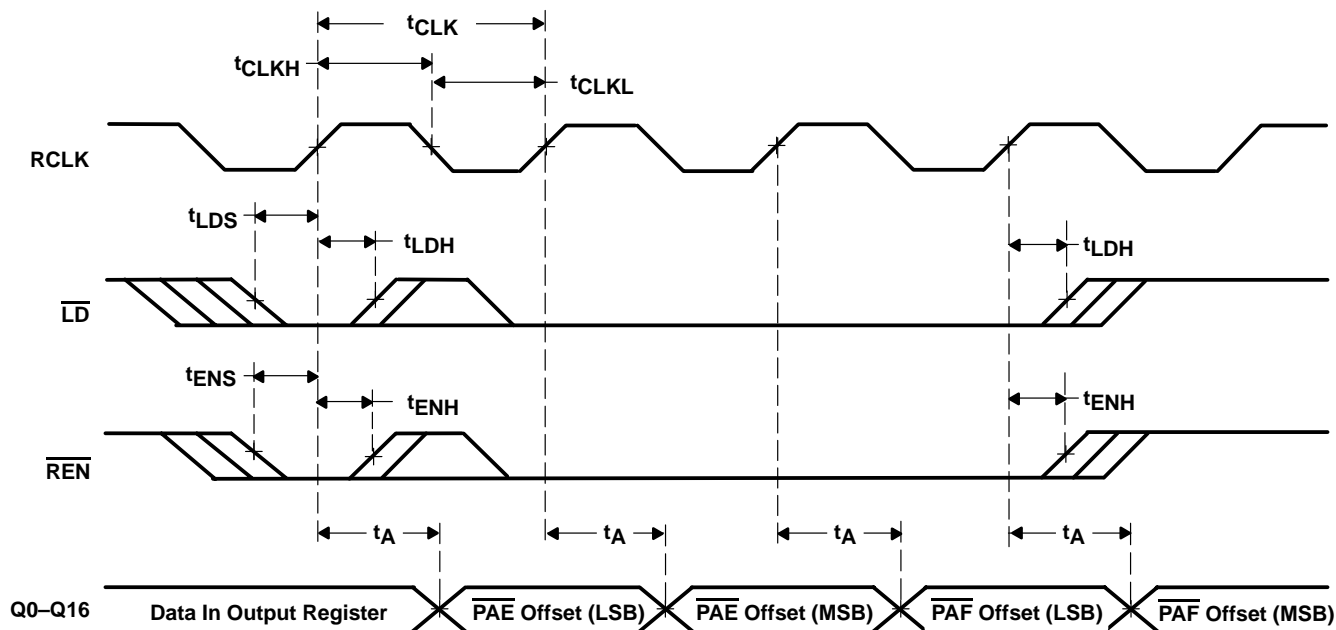 tCLK
tCLKH
tCLKL
RCLK
tLDS
tLDH
tLDH
LD
tENS
tENH
tENH
REN
tA
tA
tA
tA
Q0–Q16
Data In Output Register
PAE Offset (LSB)
PAE Offset (MSB)
PAF Offset (LSB)
PAF Offset (MSB)